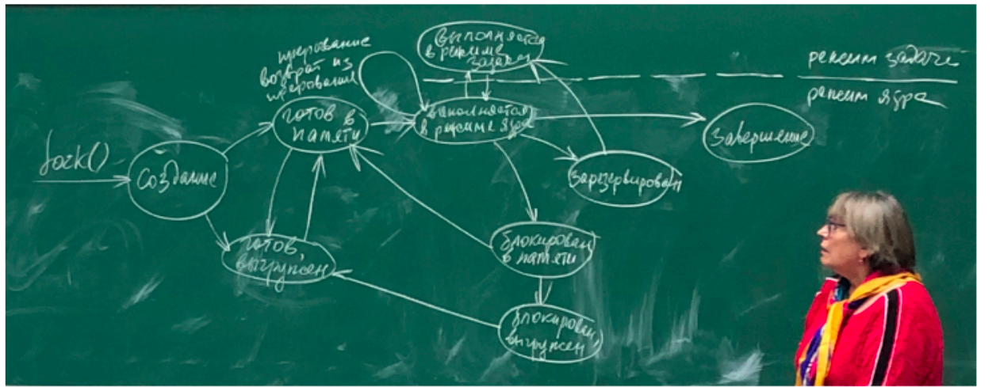 прерывание
возврат из
прерывания
выполняется
в режиме
задачи
режим задачи
режим ядра
готов в
памяти
выполняется
в режиме ядра
завершение
fork()
создание
зарезервирован
готов,
выгружен
блокирован
в памяти
блокирован,
выгружен